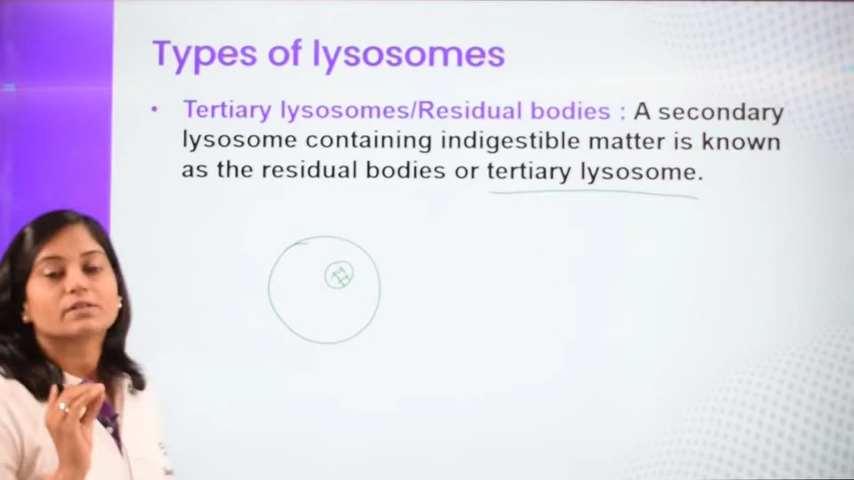 Types of lysosomes
• Tertiary lysosomes/Residual bodies : A secondary
lysosome containing indigestible matter is known
as the residual bodies or tertiary lysosome.